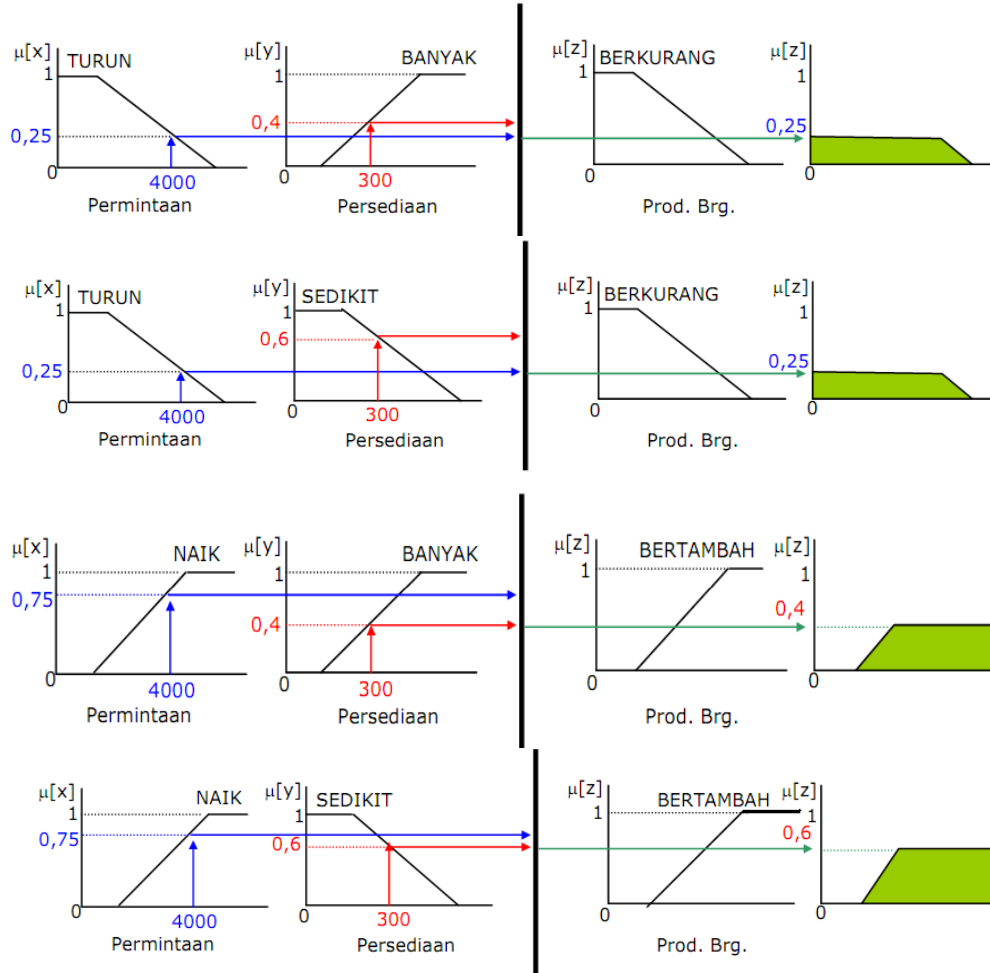 μ[x] TURUN μ[y] BANYAK μ[z] BERKURANG μ[z]
1 1 1 1
0,25 0,4 0,25
0 0 0 0
4000 300
Permintaan Persediaan Prod. Brg.
μ[x] TURUN μ[y] SEDIKIT μ[z] BERKURANG μ[z]
1 1 1 1
0,25 0,6 0,25
0 0 0 0
4000 300
Permintaan Persediaan Prod. Brg.
μ[x] NAIK μ[y] BANYAK μ[z] BERTAMBAH μ[z]
1 1 1 1
0,75 0,4 0,4
0 0 0 0
4000 300
Permintaan Persediaan Prod. Brg.
μ[x] NAIK μ[y] SEDIKIT μ[z] BERTAMBAH μ[z]
1 1 1 1
0,75 0,6 0,6
0 0 0 0
4000 300
Permintaan Persediaan Prod. Brg.